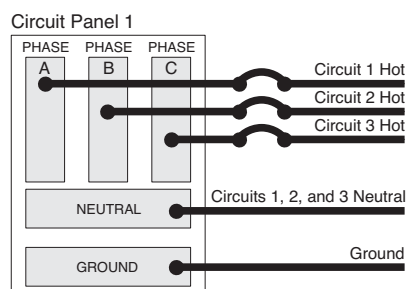 Circuit Panel 1
PHASE PHASE PHASE
A B C
Circuit 1 Hot
Circuit 2 Hot
Circuit 3 Hot
NEUTRAL
Circuits 1, 2, and 3 Neutral
GROUND
Ground